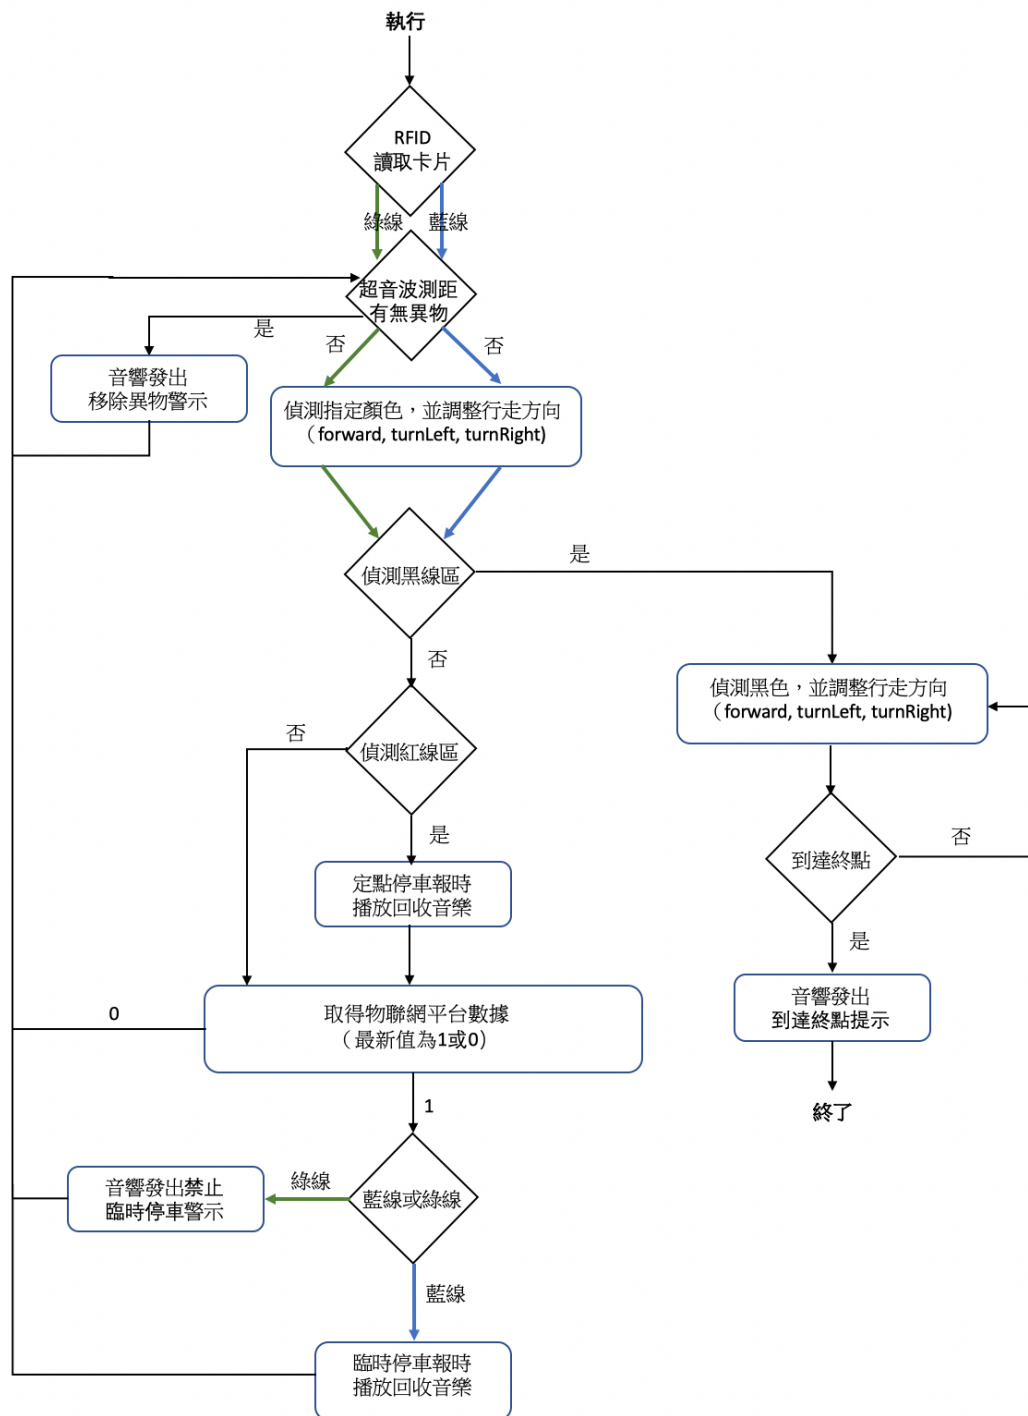 執行
RFID
讀取卡片
綠線
藍線
超音波測距
有無異物
是
否
否
音響發出
移除異物警示
偵測指定顏色，並調整行走方向
（forward, turnLeft, turnRight)
偵測黑線區
是
否
偵測黑色，並調整行走方向
（forward, turnLeft, turnRight)
否
偵測紅線區
是
到達終點
否
定點停車報時
播放回收音樂
是
音響發出
到達終點提示
0
取得物聯網平台數據
（最新值為1或0）
1
終了
綠線
音響發出禁止
臨時停車警示
藍線或綠線
藍線
臨時停車報時
播放回收音樂